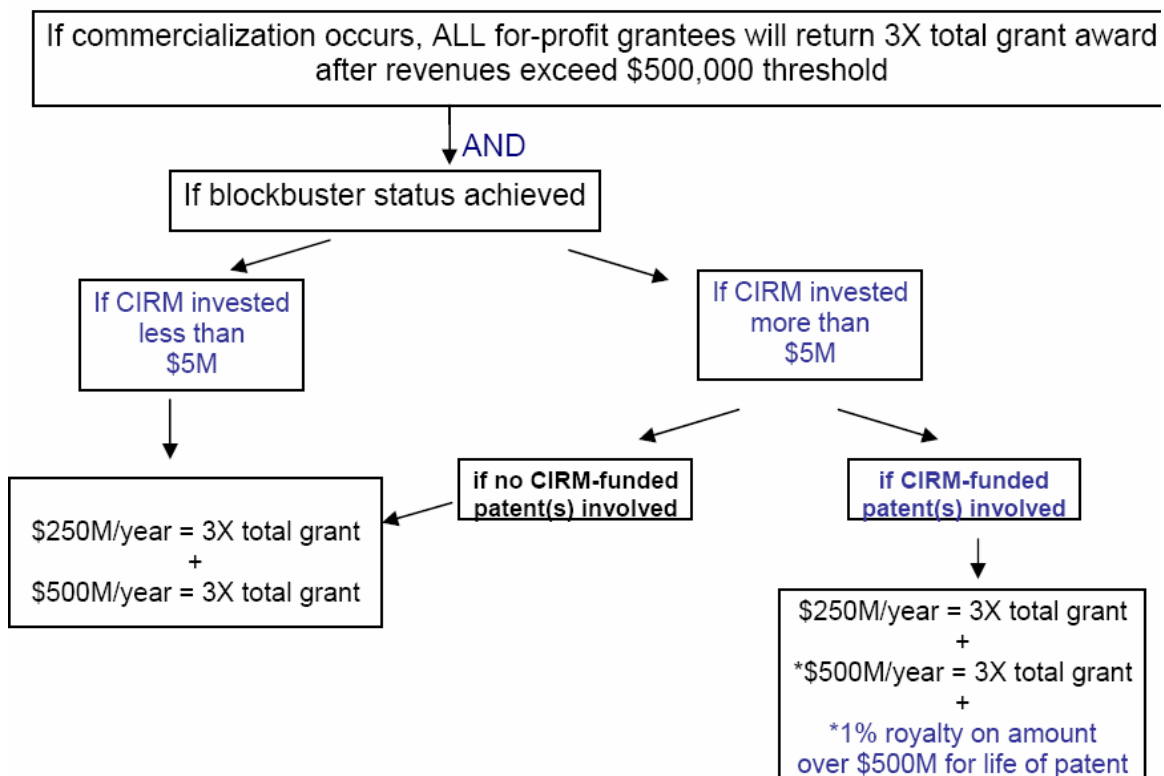 If commercialization occurs, ALL for-profit grantees will return 3X total grant award
after revenues exceed $500,000 threshold
AND
If blockbuster status achieved
If CIRM invested
less than
$5M
If CIRM invested
more than
$5M
if no CIRM-funded
patent(s) involved
if CIRM-funded
patent(s) involved
$250M/year = 3X total grant
+
$500M/year = 3X total grant
$250M/year = 3X total grant
+
*$500M/year = 3X total grant
+
*1% royalty on amount
over $500M for life of patent